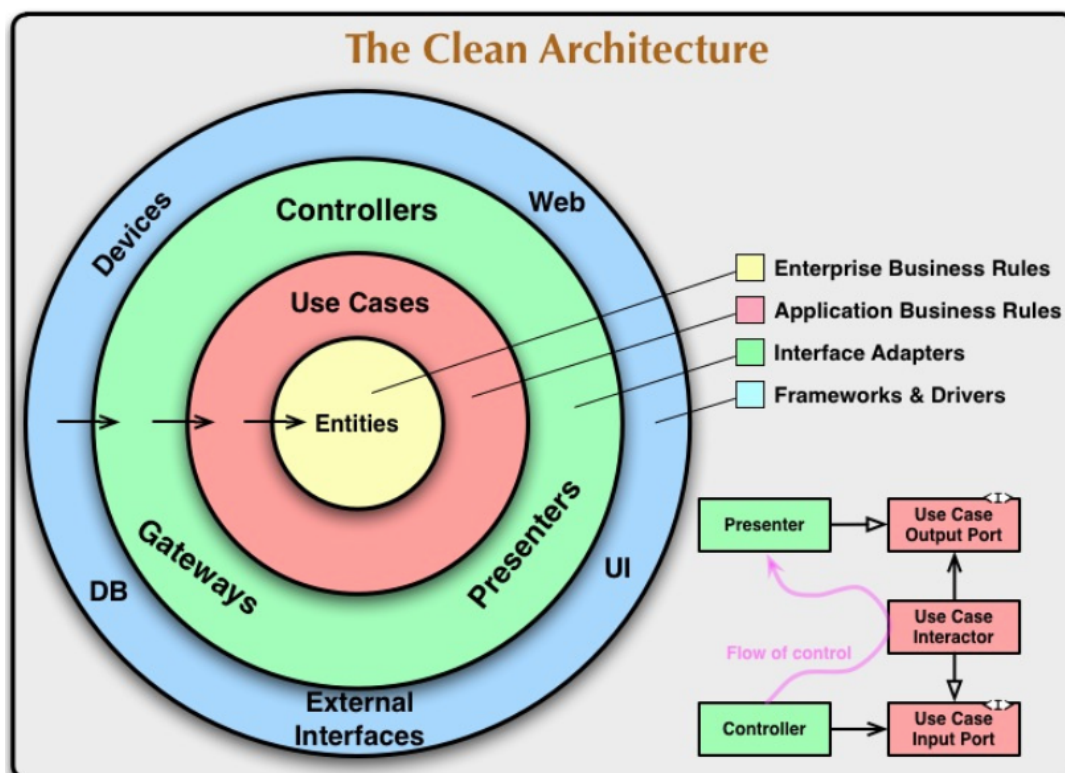 The Clean Architecture
Devices
Web
Controllers
Use Cases
Entities
Gateways
Presenters
DB
UI
External
Interfaces
Enterprise Business Rules
Application Business Rules
Interface Adapters
Frameworks & Drivers
Presenter
Use Case
Output Port
<I>
Use Case
Interactor
Flow of control
Controller
Use Case
Input Port
<I>